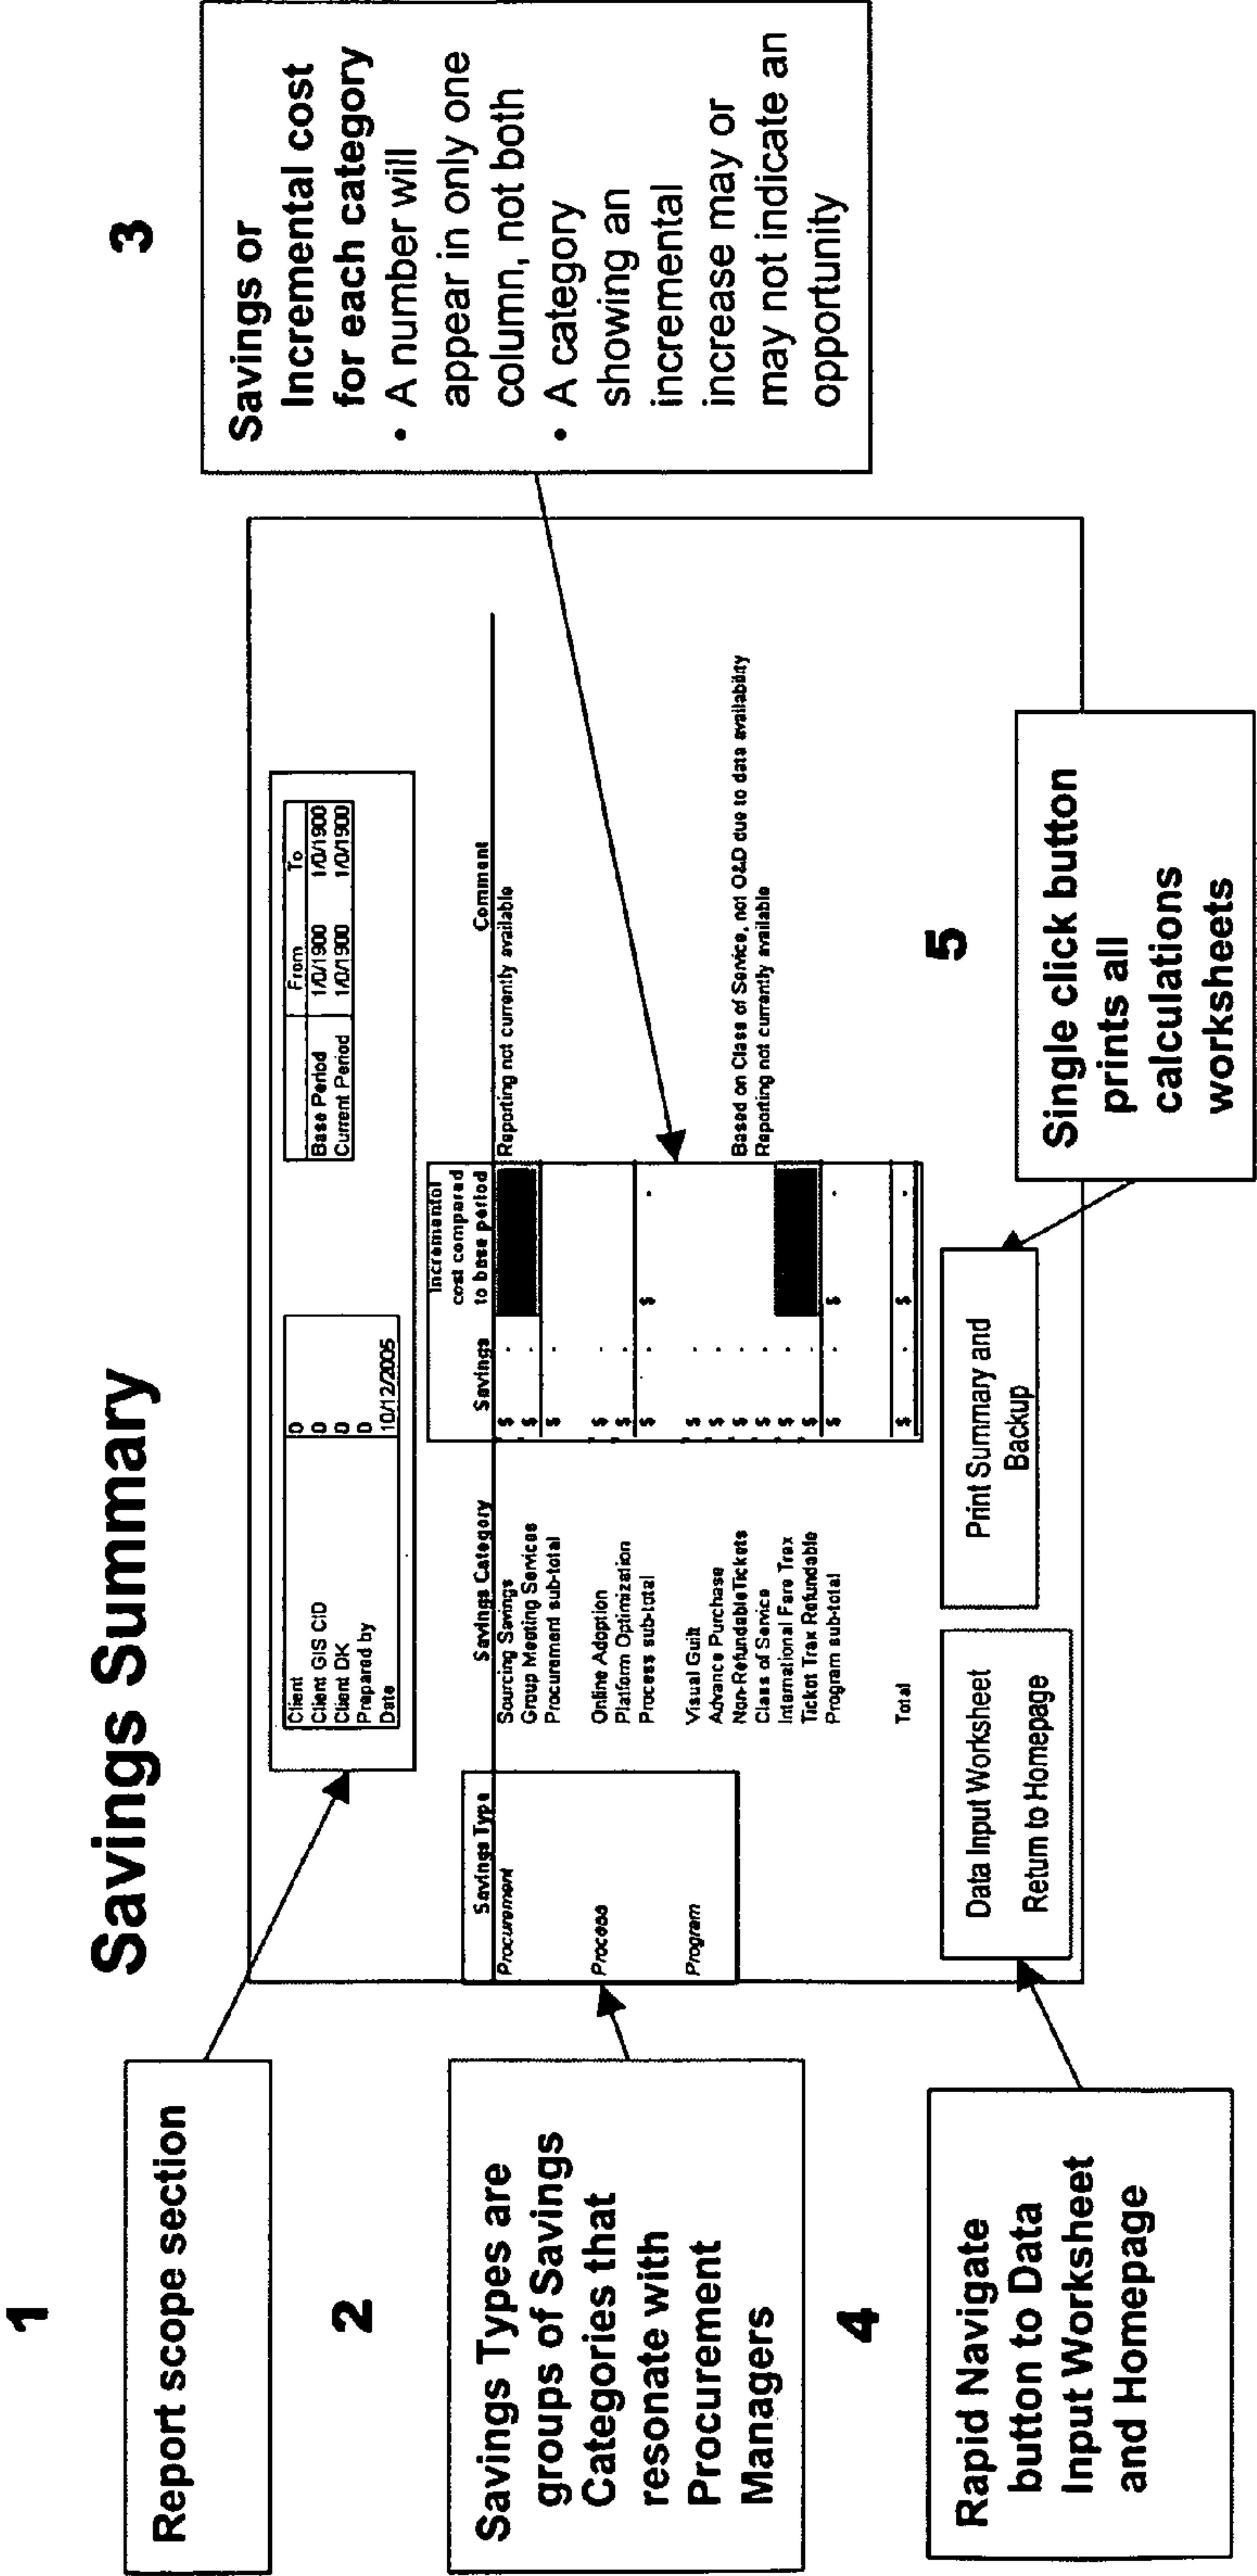 Savings Summary
1
Report scope section
2
Savings Types are
groups of Savings
Categories that
resonate with
Procurement
Managers
4
Rapid Navigate
button to Data
Input Worksheet
and Homepage
Client 0
Client GIS CID 0
Client DK 0
Prepared by 0
Date 10/12/2005
From To
Base Period 1/0/1900 1/0/1900
Current Period 1/0/1900 1/0/1900
Savings Type Savings Category Savings Incremental cost compared to base period Comment
Procurement Sourcing Savings $ - Reporting not currently available
Group Meeting Services $ -
Procurement sub-total $ -
Process Online Adoption $ -
Platform Optimization $ -
Process sub-total $ - $ -
Program Visual Guilt $ -
Advance Purchase $ -
Non-RefundableTickets $ - Based on Class of Service, not O&D due to data availability
Class of Service $ - Reporting not currently available
International Fare Trax $ -
Ticket Trax Refundable $ -
Program sub-total $ - $ -
Total $ - $ -
Data Input Worksheet
Return to Homepage
Print Summary and
Backup
3
Savings or
Incremental cost
for each category
• A number will
appear in only one
column, not both
• A category
showing an
incremental
increase may or
may not indicate an
opportunity
5
Single click button
prints all
calculations
worksheets